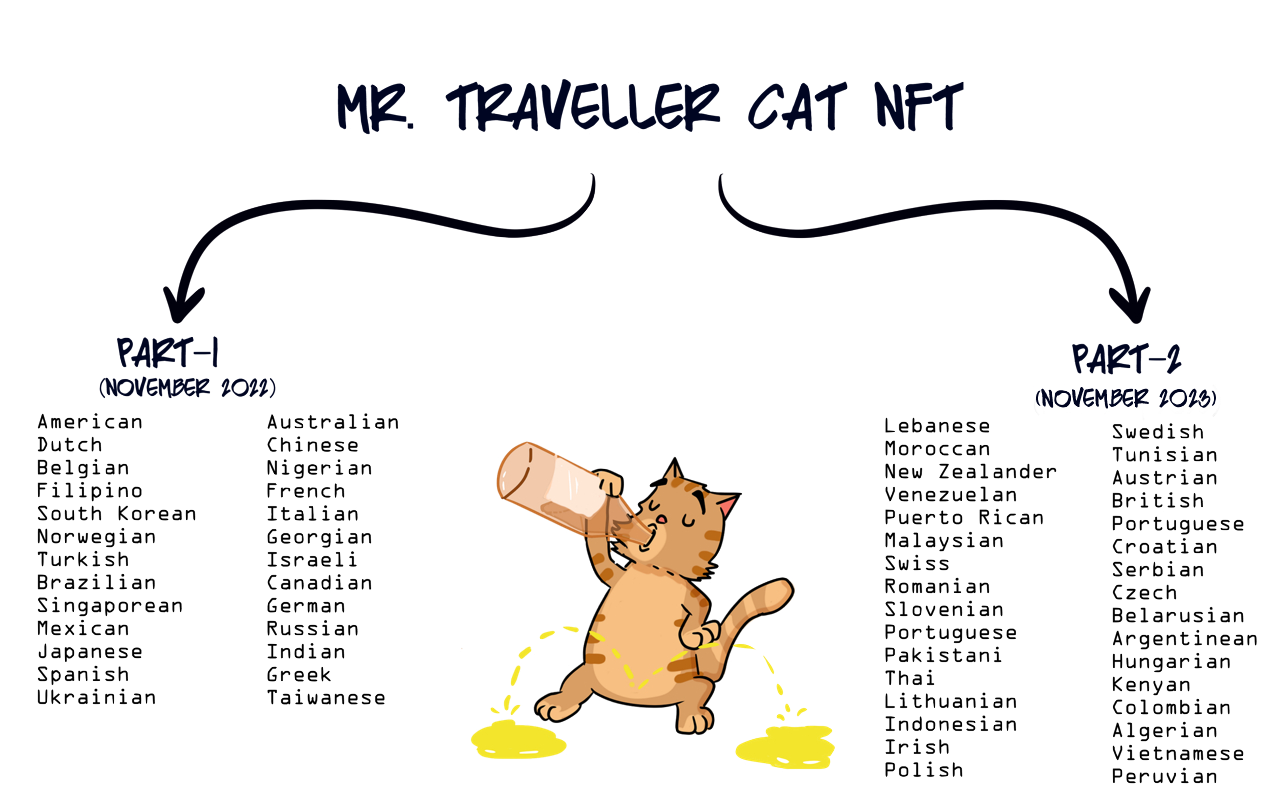 MR. TRAVELLER CAT NFT
PART-1
(NOVEMBER 2022)
American
Dutch
Belgian
Filipino
South Korean
Norwegian
Turkish
Brazilian
Singaporean
Mexican
Japanese
Spanish
Ukrainian
Australian
Chinese
Nigerian
French
Italian
Georgian
Israeli
Canadian
German
Russian
Indian
Greek
Taiwanese
PART-2
(NOVEMBER 2023)
Lebanese
Moroccan
New Zealander
Venezuelan
Puerto Rican
Malaysian
Swiss
Romanian
Slovenian
Portuguese
Pakistani
Thai
Lithuanian
Indonesian
Irish
Polish
Swedish
Tunisian
Austrian
British
Portuguese
Croatian
Serbian
Czech
Belarusian
Argentinean
Hungarian
Kenyan
Colombian
Algerian
Vietnamese
Peruvian